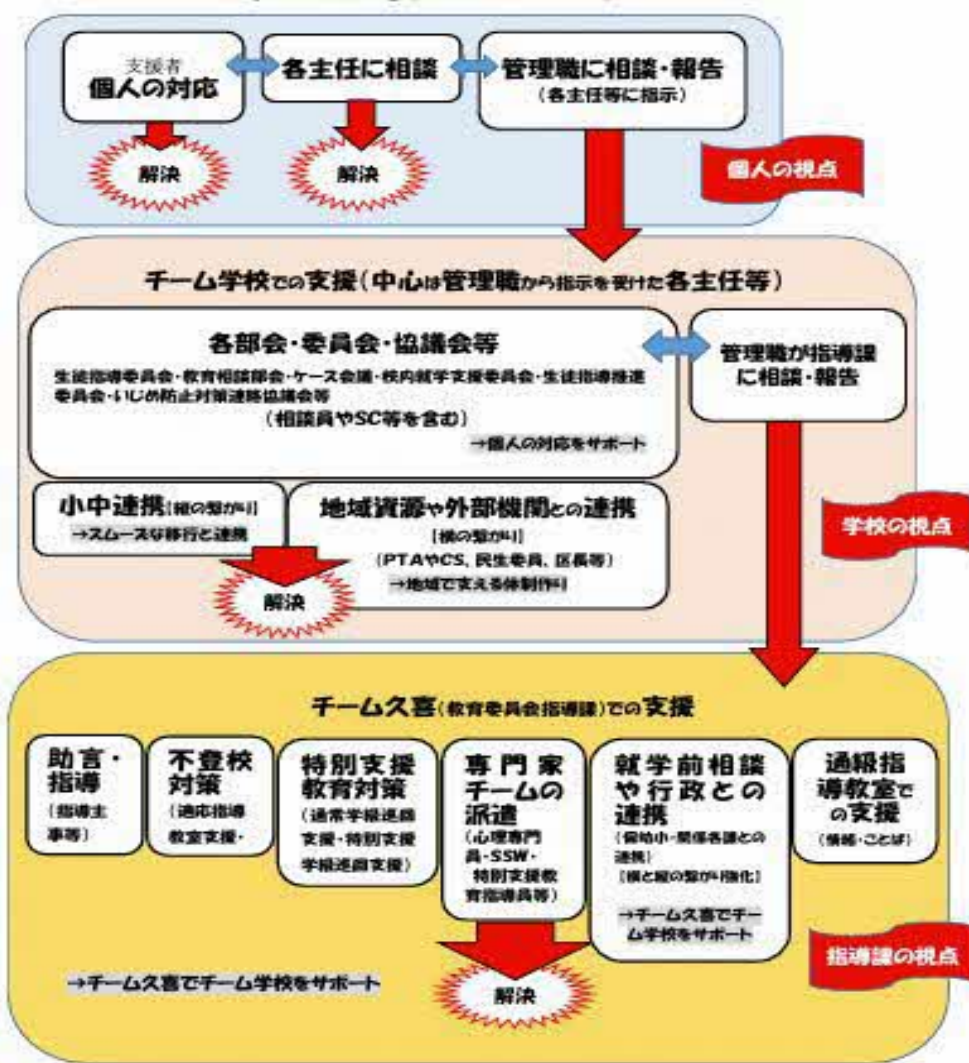 支援者
個人の対応
各主任に相談
管理職に相談・報告
(各主任等に指示)
解決
解決
個人の視点
チーム学校での支援(中心は管理職から指示を受けた各主任等)
各部会・委員会・協議会等
生徒指導委員会・教育相談部会・ケース会議・校内就学支援委員会・生徒指導推進
委員会・いじめ防止対策連絡協議会等
(相談員やSC等を含む)
→個人の対応をサポート
管理職が指導課
に相談・報告
小中連携[縦の繋がり]
→スムースな移行と連携
地域資源や外部機関との連携
[横の繋がり]
(PTAやCS、民生委員、区長等)
→地域で支える体制作り
解決
学校の視点
チーム久喜(教育委員会指導課)での支援
助言・
指導
(指導主
事等)
不登校
対策
(適応指導
教室支援・
特別支援
教育対策
(通常学級巡回
支援・特別支援
学級巡回支援)
専門家
チームの
派遣
(心理専門
員・SSW・
特別支援教
育指導員等)
就学前相談
や行政との
連携
(保幼小・関係各課との
連携)
[横と縦の繋がり強化]
→チーム久喜でチー
ム学校をサポート
通級指
導教室で
の支援
(情緒・ことば)
→チーム久喜でチーム学校をサポート
解決
指導課の視点